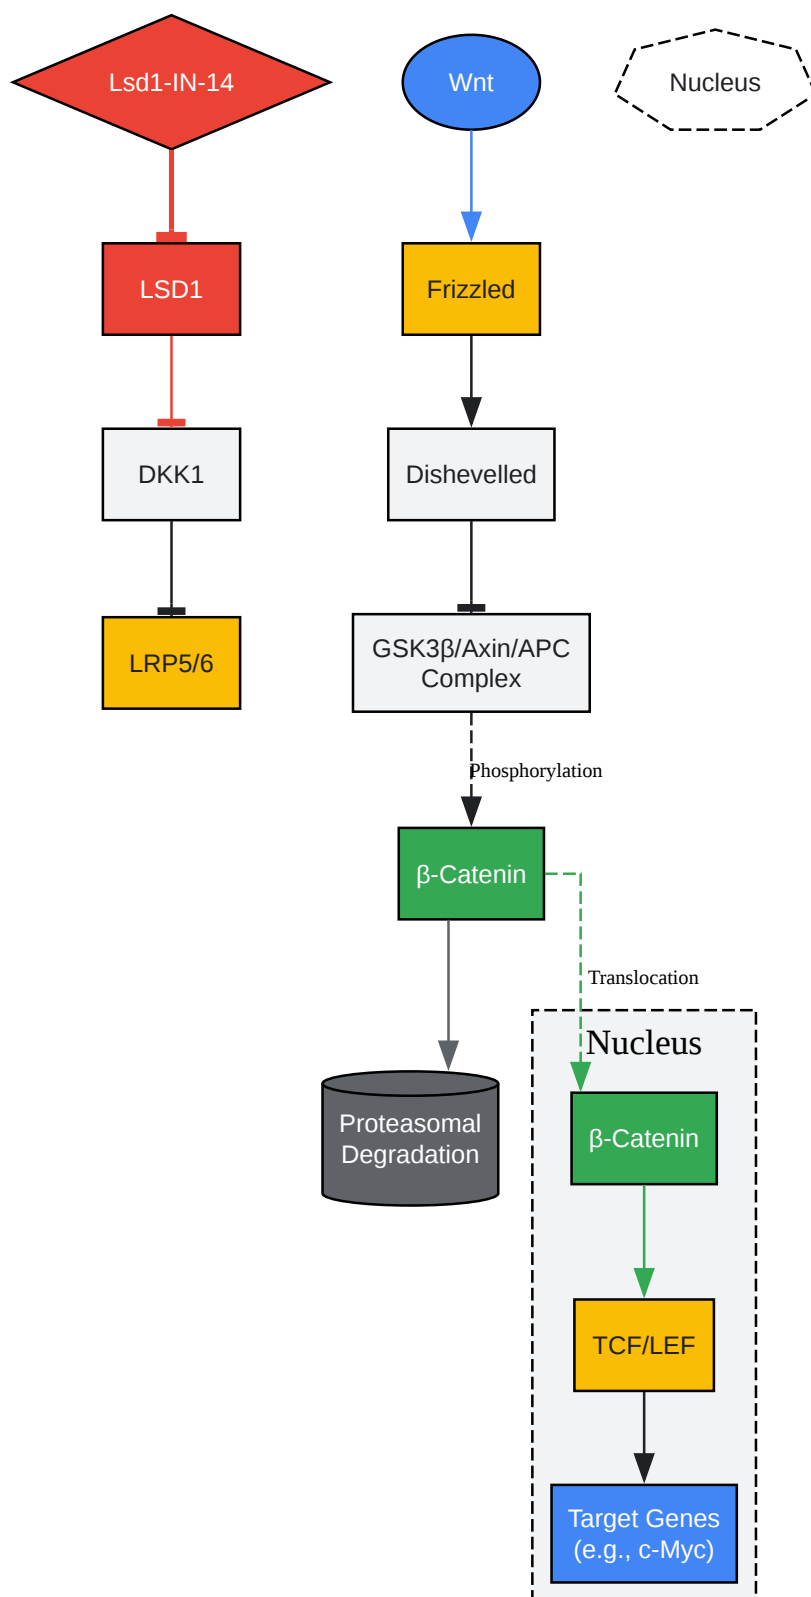 Lsd1-IN-14
Wnt
Nucleus
LSD1
Frizzled
DKK1
Dishevelled
LRP5/6
GSK3β/Axin/APC
Complex
Phosphorylation
β-Catenin
Translocation
Nucleus
Proteasomal
Degradation
β-Catenin
TCF/LEF
Target Genes
(e.g., c-Myc)